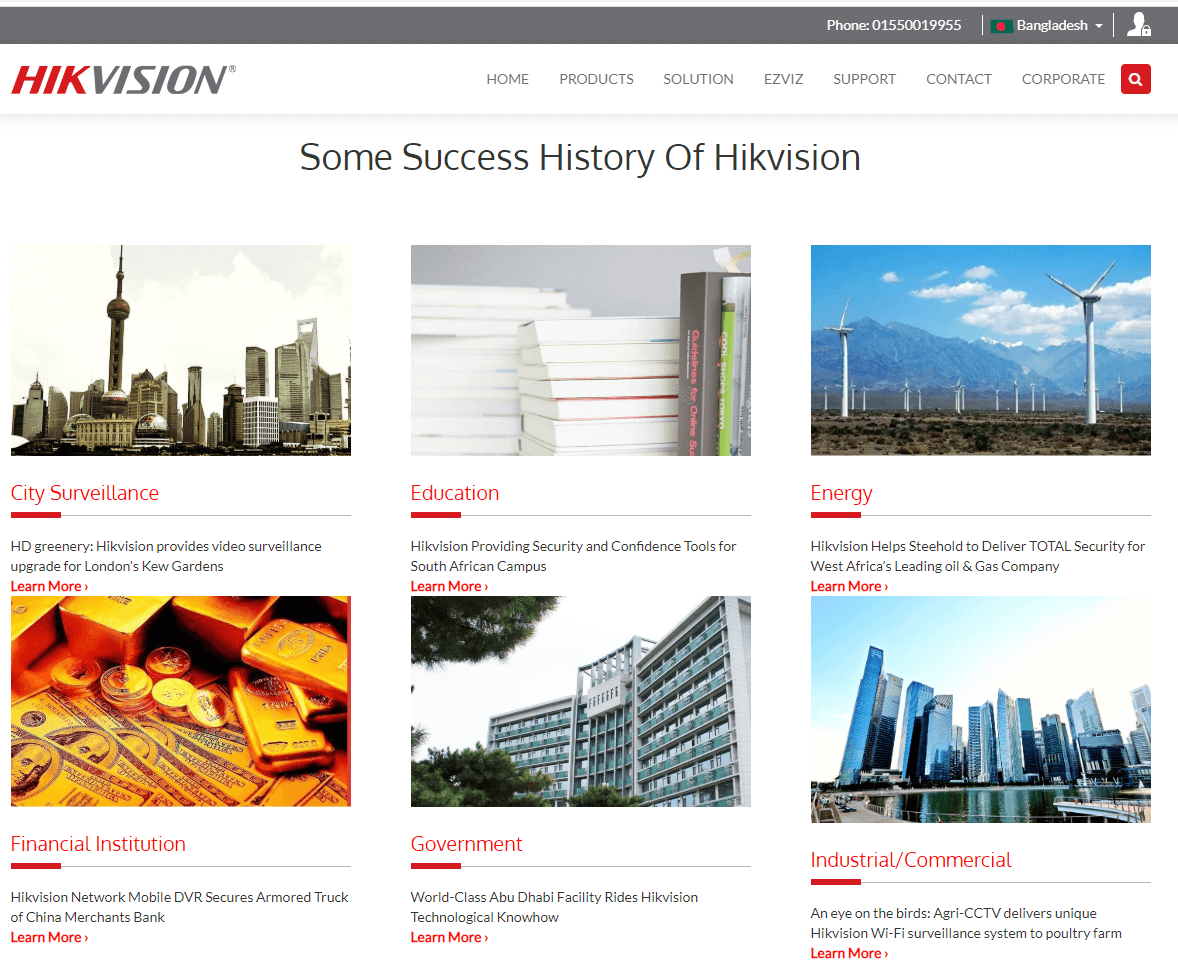 Phone: 01550019955
Bangladesh
HIKVISION®
HOME
PRODUCTS
SOLUTION
EZVIZ
SUPPORT
CONTACT
CORPORATE
Some Success History Of Hikvision
Guidelines for Online Su
City Surveillance
HD greenery: Hikvision provides video surveillance
upgrade for London's Kew Gardens
Learn More ›
Education
Hikvision Providing Security and Confidence Tools for
South African Campus
Learn More ›
Energy
Hikvision Helps Steehold to Deliver TOTAL Security for
West Africa's Leading oil & Gas Company
Learn More ›
Financial Institution
Hikvision Network Mobile DVR Secures Armored Truck
of China Merchants Bank
Learn More ›
Government
World-Class Abu Dhabi Facility Rides Hikvision
Technological Knowhow
Learn More ›
Industrial/Commercial
An eye on the birds: Agri-CCTV delivers unique
Hikvision Wi-Fi surveillance system to poultry farm
Learn More ›